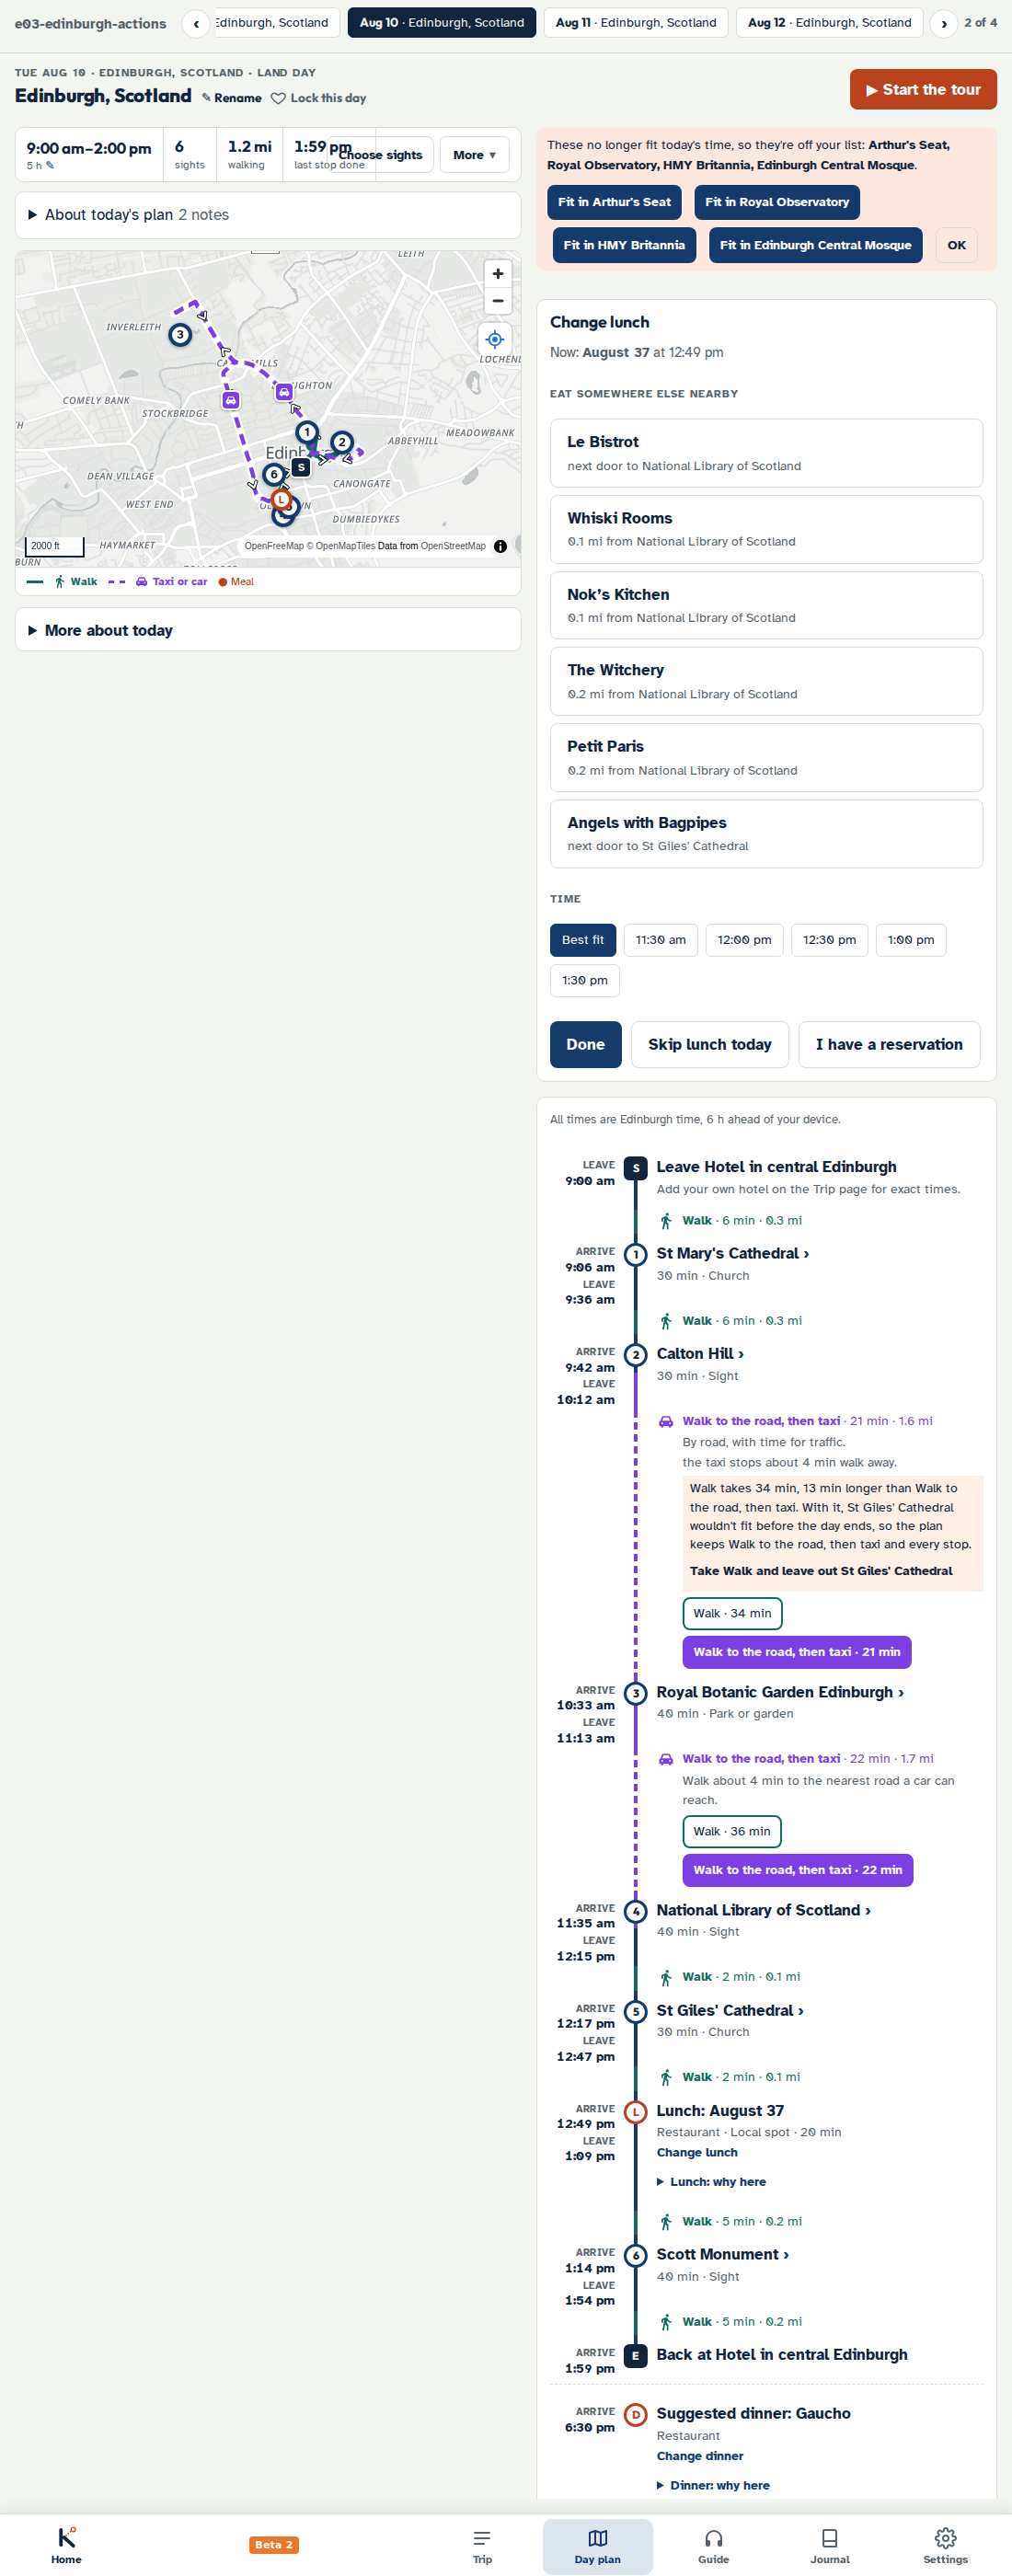 e03-edinburgh-actions
‹
Edinburgh, Scotland
Aug 10 · Edinburgh, Scotland
Aug 11 · Edinburgh, Scotland
Aug 12 · Edinburgh, Scotland
›
2 of 4
TUE AUG 10 · EDINBURGH, SCOTLAND · LAND DAY
Edinburgh, Scotland
✎ Rename
Lock this day
▶ Start the tour
9:00 am–2:00 pm
5 h ✎
6
sights
1.2 mi
walking
1:59 pm
last stop done
Choose sights
More ▼
▶ About today's plan 2 notes
LEITH
INVERLEITH
3
COMELY BANK
STOCKBRIDGE
1
2
ABBEYHILL
MEADOWBANK
S
6
DEAN VILLAGE
CANONGATE
L
WEST END
DUMBIEDYKES
HAYMARKET
2000 ft
OpenFreeMap © OpenMapTiles Data from OpenStreetMap
+
−
Walk
Taxi or car
Meal
▶ More about today
These no longer fit today's time, so they're off your list: Arthur's Seat,
Royal Observatory, HMY Britannia, Edinburgh Central Mosque.
Fit in Arthur's Seat
Fit in Royal Observatory
Fit in HMY Britannia
Fit in Edinburgh Central Mosque
OK
Change lunch
Now: August 37 at 12:49 pm
EAT SOMEWHERE ELSE NEARBY
Le Bistrot
next door to National Library of Scotland
Whiski Rooms
0.1 mi from National Library of Scotland
Nok’s Kitchen
0.1 mi from National Library of Scotland
The Witchery
0.2 mi from National Library of Scotland
Petit Paris
0.2 mi from National Library of Scotland
Angels with Bagpipes
next door to St Giles' Cathedral
TIME
Best fit
11:30 am
12:00 pm
12:30 pm
1:00 pm
1:30 pm
Done
Skip lunch today
I have a reservation
All times are Edinburgh time, 6 h ahead of your device.
LEAVE
9:00 am
S
Leave Hotel in central Edinburgh
Add your own hotel on the Trip page for exact times.
Walk · 6 min · 0.3 mi
ARRIVE
9:06 am
LEAVE
9:36 am
1
St Mary's Cathedral ›
30 min · Church
Walk · 6 min · 0.3 mi
ARRIVE
9:42 am
LEAVE
10:12 am
2
Calton Hill ›
30 min · Sight
Walk to the road, then taxi · 21 min · 1.6 mi
By road, with time for traffic.
the taxi stops about 4 min walk away.
Walk takes 34 min, 13 min longer than Walk to
the road, then taxi. With it, St Giles' Cathedral
wouldn't fit before the day ends, so the plan
keeps Walk to the road, then taxi and every stop.
Take Walk and leave out St Giles' Cathedral
Walk · 34 min
Walk to the road, then taxi · 21 min
ARRIVE
10:33 am
LEAVE
11:13 am
3
Royal Botanic Garden Edinburgh ›
40 min · Park or garden
Walk to the road, then taxi · 22 min · 1.7 mi
Walk about 4 min to the nearest road a car can
reach.
Walk · 36 min
Walk to the road, then taxi · 22 min
ARRIVE
11:35 am
LEAVE
12:15 pm
4
National Library of Scotland ›
40 min · Sight
Walk · 2 min · 0.1 mi
ARRIVE
12:17 pm
LEAVE
12:47 pm
5
St Giles' Cathedral ›
30 min · Church
Walk · 2 min · 0.1 mi
ARRIVE
12:49 pm
LEAVE
1:09 pm
L
Lunch: August 37
Restaurant · Local spot · 20 min
Change lunch
▶ Lunch: why here
Walk · 5 min · 0.2 mi
ARRIVE
1:14 pm
LEAVE
1:54 pm
6
Scott Monument ›
40 min · Sight
Walk · 5 min · 0.2 mi
ARRIVE
1:59 pm
E
Back at Hotel in central Edinburgh
ARRIVE
6:30 pm
D
Suggested dinner: Gaucho
Restaurant
Change dinner
▶ Dinner: why here
Home
Beta 2
Trip
Day plan
Guide
Journal
Settings